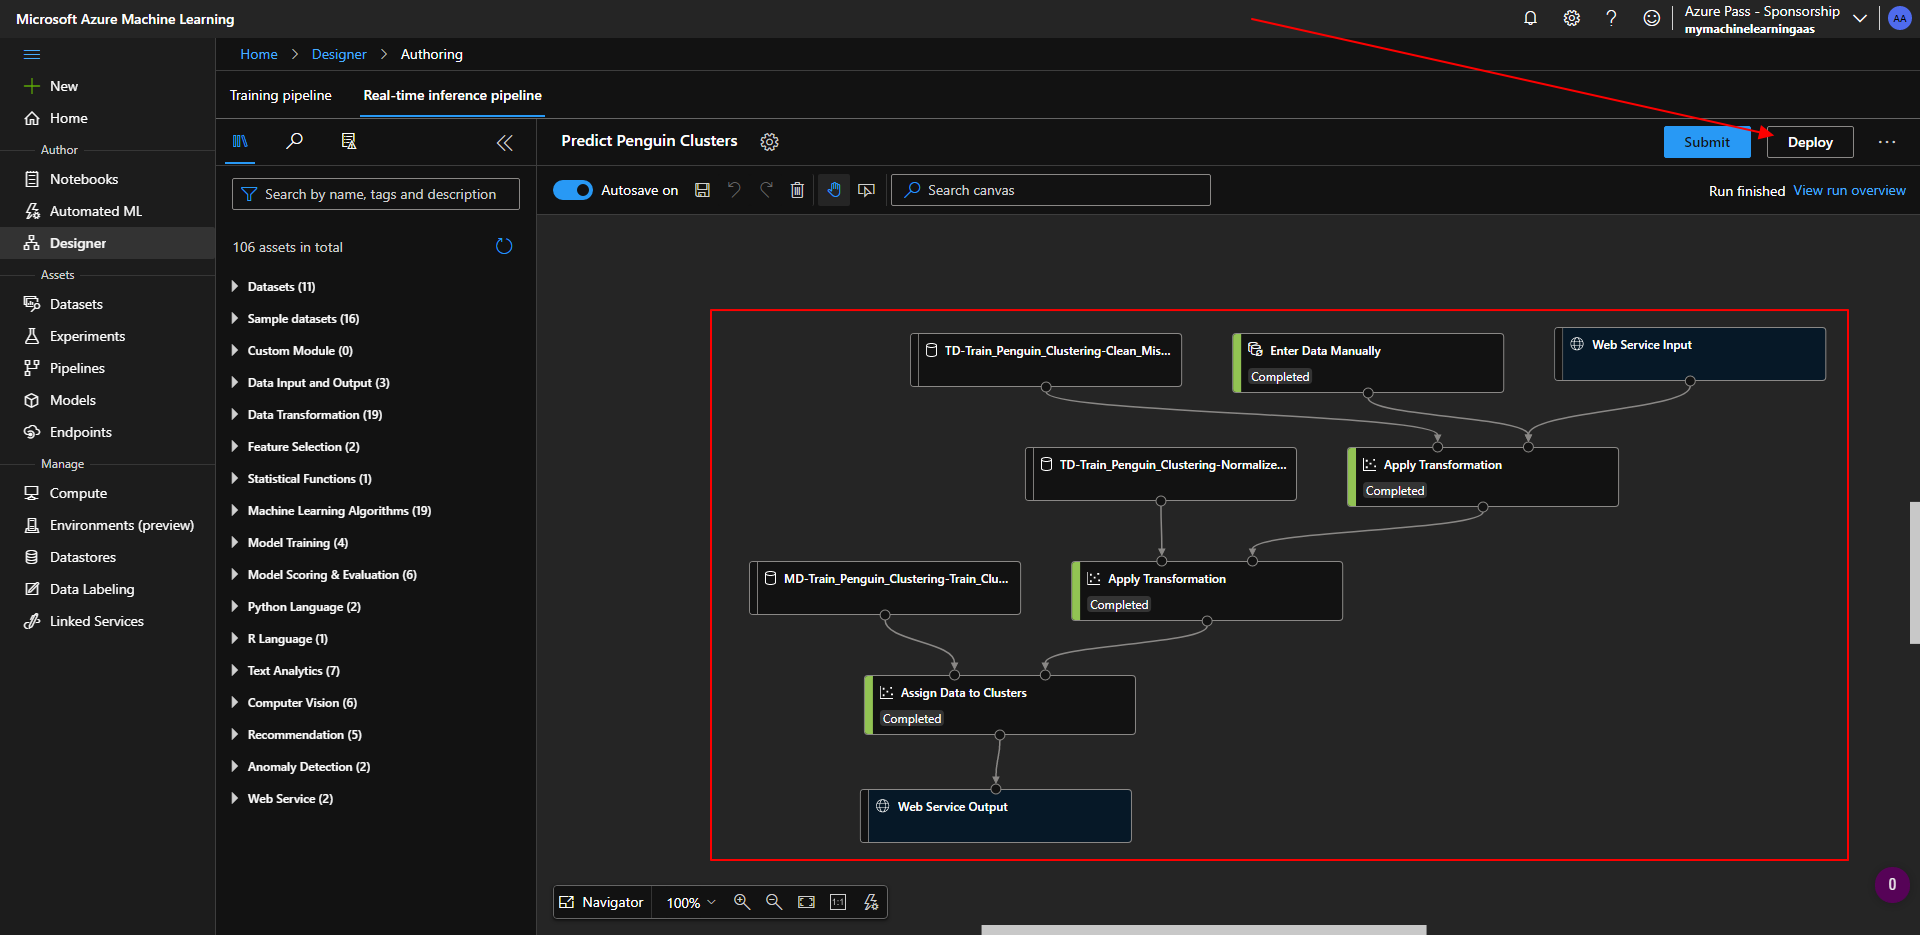 Microsoft Azure Machine Learning
Azure Pass - Sponsorship
mymachinelearningaas
AA
New
Home
Author
Notebooks
Automated ML
Designer
Assets
Datasets
Experiments
Pipelines
Models
Endpoints
Manage
Compute
Environments (preview)
Datastores
Data Labeling
Linked Services
Home > Designer > Authoring
Training pipeline
Real-time inference pipeline
Search by name, tags and description
106 assets in total
Datasets (11)
Sample datasets (16)
Custom Module (0)
Data Input and Output (3)
Data Transformation (19)
Feature Selection (2)
Statistical Functions (1)
Machine Learning Algorithms (19)
Model Training (4)
Model Scoring & Evaluation (6)
Python Language (2)
R Language (1)
Text Analytics (7)
Computer Vision (6)
Recommendation (5)
Anomaly Detection (2)
Web Service (2)
Predict Penguin Clusters
Submit
Deploy
Autosave on
Search canvas
Run finished View run overview
TD-Train_Penguin_Clustering-Clean_Mis...
Enter Data Manually
Completed
Web Service Input
TD-Train_Penguin_Clustering-Normalize...
Apply Transformation
Completed
MD-Train_Penguin_Clustering-Train_Clu...
Apply Transformation
Completed
Assign Data to Clusters
Completed
Web Service Output
Navigator
100%
1:1
0